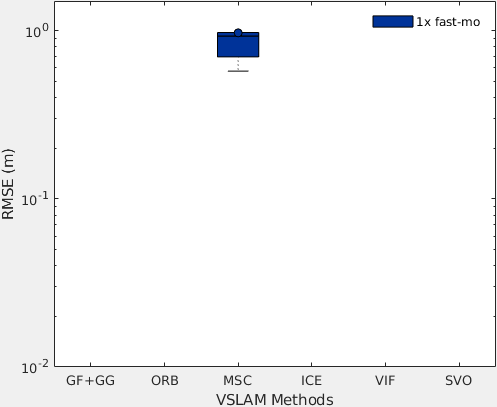 10^0
1x fast-mo
RMSE (m)
10^-1
10^-2
GF+GG ORB MSC ICE VIF SVO
VSLAM Methods